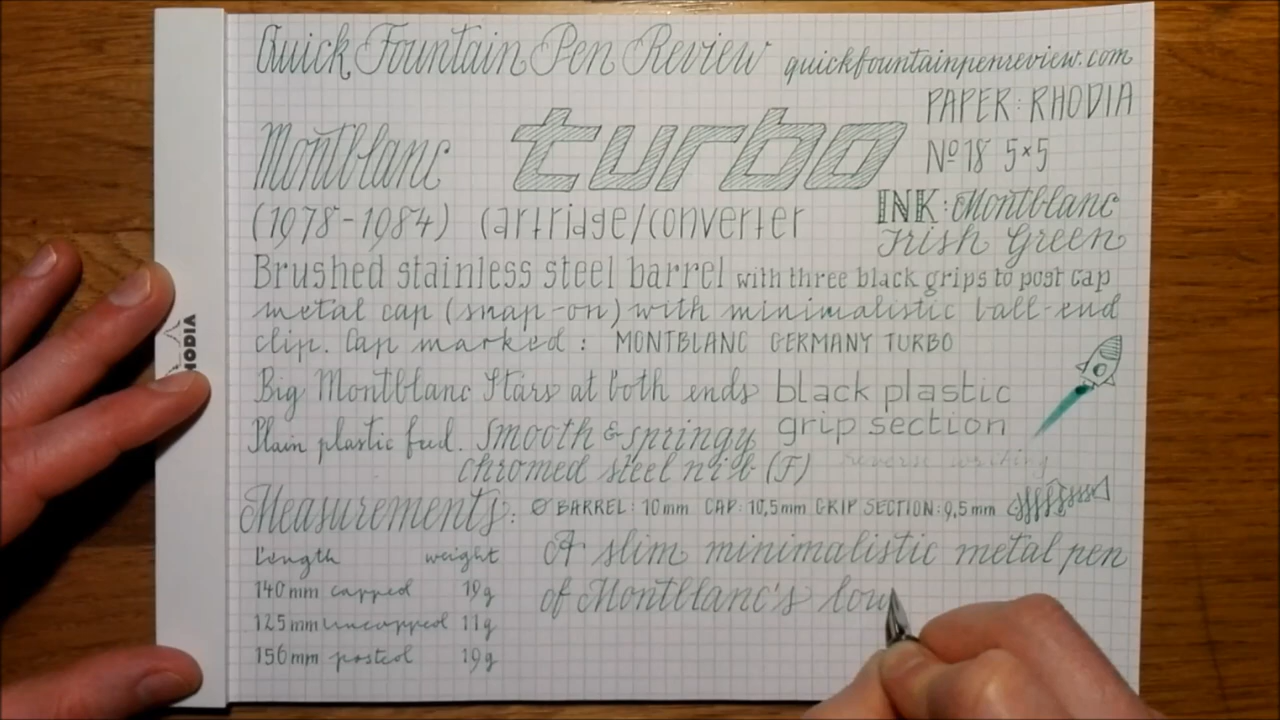 Quick Fountain Pen Review quickfountainpenreview.com
PAPER: RHODIA
Montblanc turbo Nº18 5×5
INK: Montblanc
(1978-1984) Cartridge/Converter Irish Green
Brushed stainless steel barrel with three black grips to post cap
metal cap (snap-on) with minimalistic ball-end
clip. Cap marked: MONTBLANC GERMANY TURBO
RHODIA
Big Montblanc Stars at both ends black plastic
Plain plastic feed. Smooth & springy grip section
chromed steel nib (F) reverse writing
Measurements: Ø BARREL: 10mm CAP: 10,5mm GRIP SECTION: 9,5mm
Length weight A slim minimalistic metal pen
140mm capped 19g of Montblanc's low
125mm uncapped 11g
156mm posted 19g